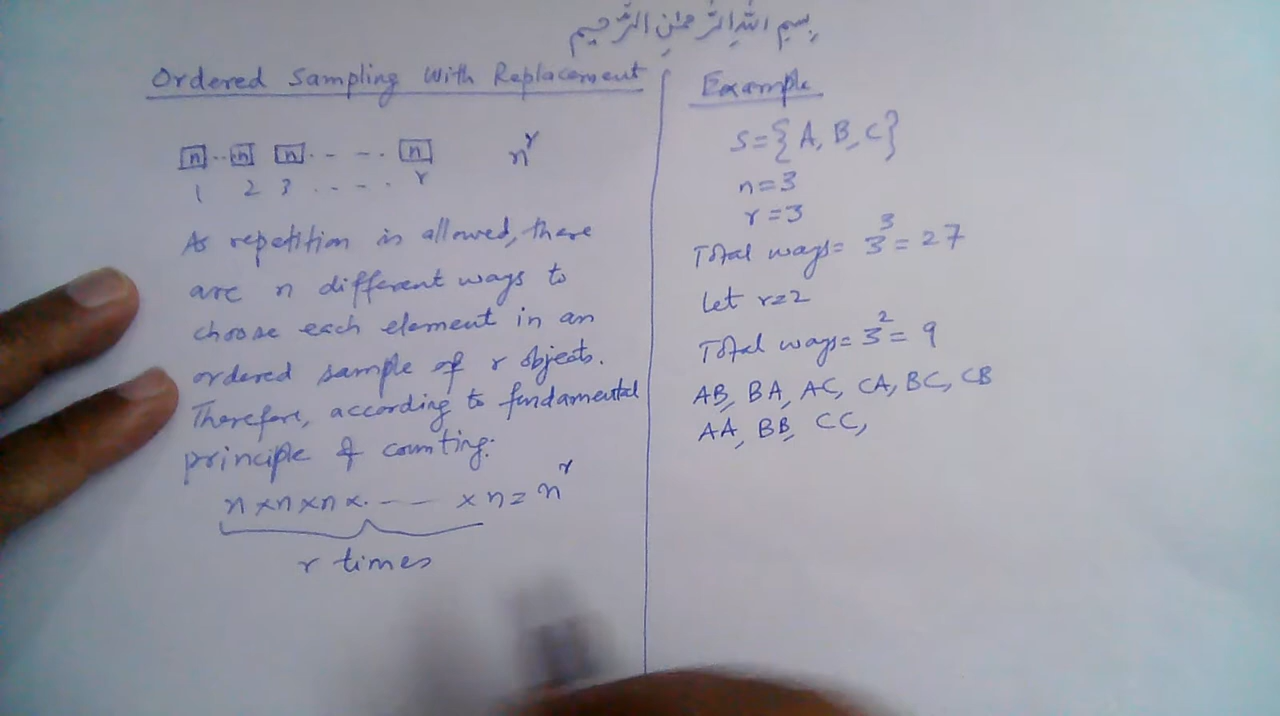 بِسْمِ اللهِ الرَّحْمٰنِ الرَّحِيْمِ
Ordered Sampling With Replacement
n .. n n . - - . n n^r
1 2 3 . . - - . r
As repetition is allowed, there
are n different ways to
choose each element in an
ordered sample of r objects.
Therefore, according to fundamental
principle of counting:
n × n × n × . - - - - × n = n^r
r times
Example
S = { A, B, C }
n = 3
r = 3
Total ways = 3^3 = 27
Let r = 2
Total ways = 3^2 = 9
AB, BA, AC, CA, BC, CB
AA, BB, CC,